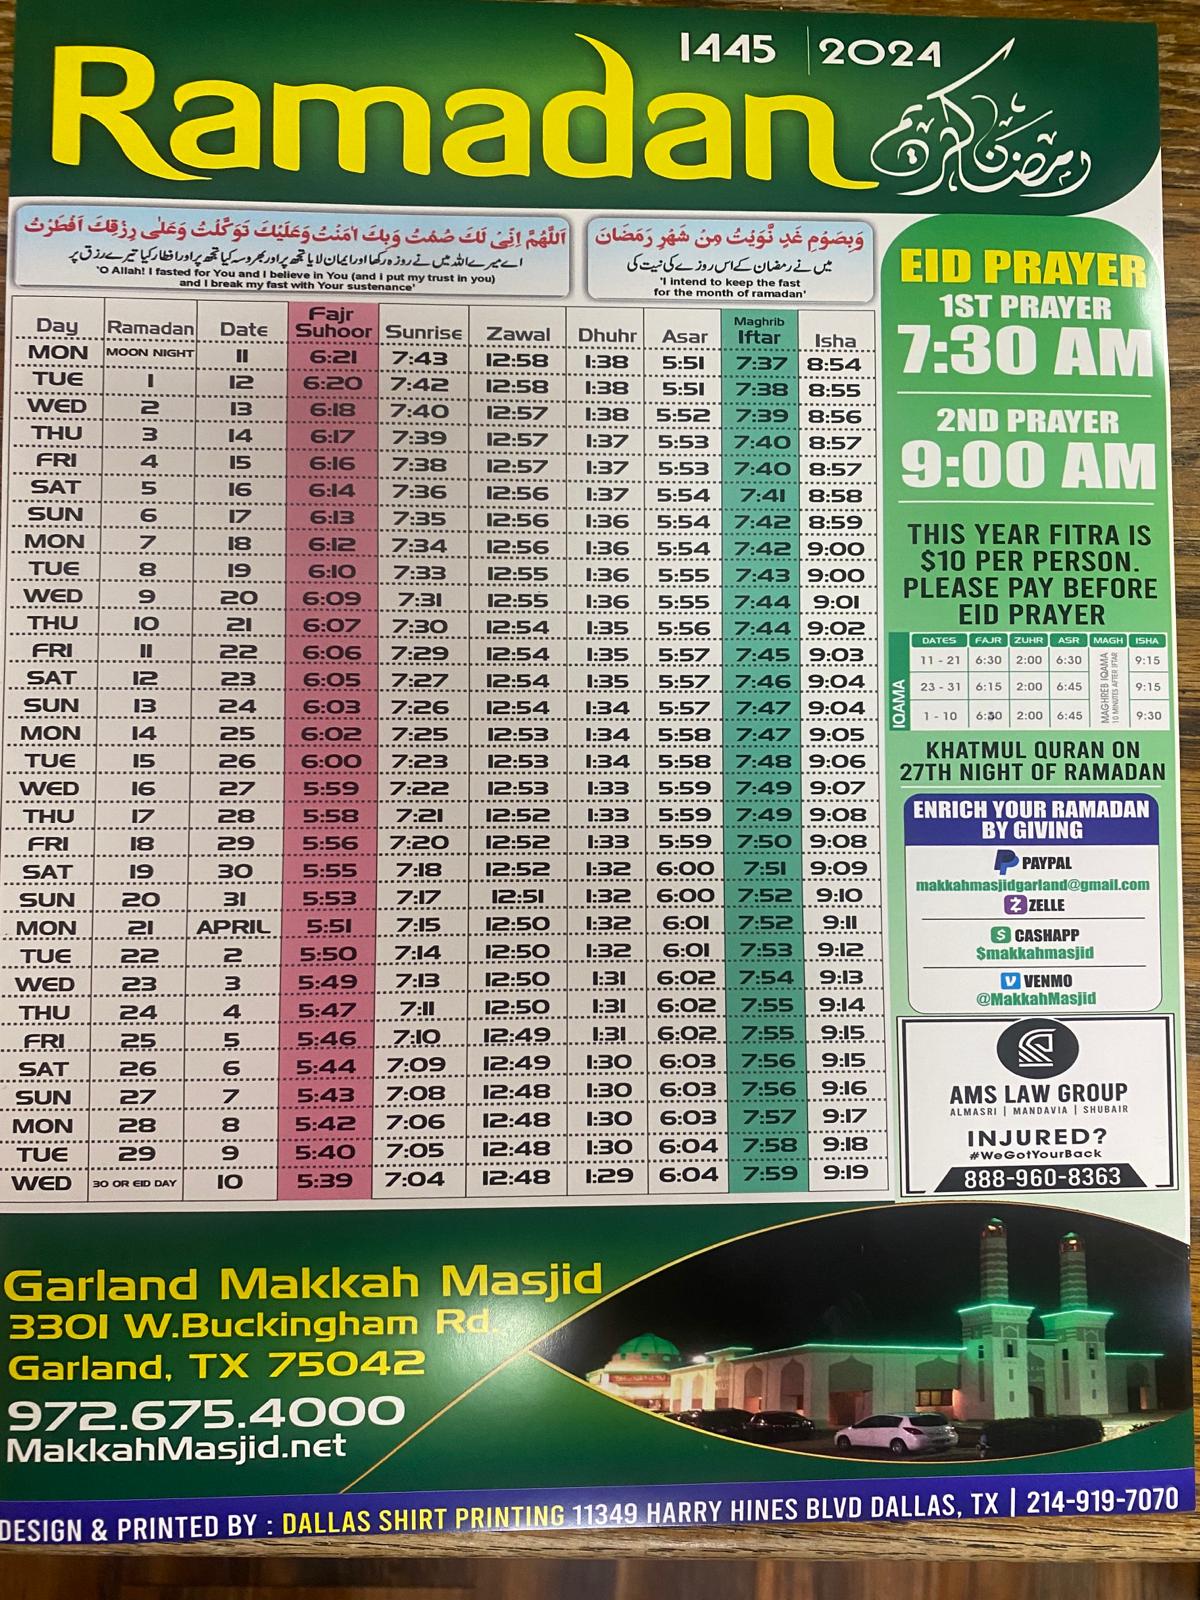 1445 | 2024
Ramadan
رمضان كريم
اَللّٰهُمَّ اِنِّیْ لَكَ صُمْتُ وَبِكَ اٰمَنْتُ وَعَلَيْكَ تَوَكَّلْتُ وَعَلٰی رِزْقِكَ اَفْطَرْتُ
اے میرے اللہ میں نے روزہ رکھا اور ایمان لایا تجھ پر اور بھروسہ کیا تجھ پر اور افطار کیا تیرے رزق پر
'O Allah! I fasted for You and I believe in You (and i put my trust in you)
and I break my fast with Your sustenance'
وَبِصَوْمِ غَدٍ نَّوَيْتُ مِنْ شَهْرِ رَمَضَانَ
میں نے رمضان کے اس روزے کی نیت کی
'I intend to keep the fast
for the month of ramadan'
Day Ramadan Date Fajr Suhoor Sunrise Zawal Dhuhr Asar Maghrib Iftar Isha
MON MOON NIGHT 11 6:21 7:43 12:58 1:38 5:51 7:37 8:54
TUE 1 12 6:20 7:42 12:58 1:38 5:51 7:38 8:55
WED 2 13 6:18 7:40 12:57 1:38 5:52 7:39 8:56
THU 3 14 6:17 7:39 12:57 1:37 5:53 7:40 8:57
FRI 4 15 6:16 7:38 12:57 1:37 5:53 7:40 8:57
SAT 5 16 6:14 7:36 12:56 1:37 5:54 7:41 8:58
SUN 6 17 6:13 7:35 12:56 1:36 5:54 7:42 8:59
MON 7 18 6:12 7:34 12:56 1:36 5:54 7:42 9:00
TUE 8 19 6:10 7:33 12:55 1:36 5:55 7:43 9:00
WED 9 20 6:09 7:31 12:55 1:36 5:55 7:44 9:01
THU 10 21 6:07 7:30 12:54 1:35 5:56 7:44 9:02
FRI 11 22 6:06 7:29 12:54 1:35 5:57 7:45 9:03
SAT 12 23 6:05 7:27 12:54 1:35 5:57 7:46 9:04
SUN 13 24 6:03 7:26 12:54 1:34 5:57 7:47 9:04
MON 14 25 6:02 7:25 12:53 1:34 5:58 7:47 9:05
TUE 15 26 6:00 7:23 12:53 1:34 5:58 7:48 9:06
WED 16 27 5:59 7:22 12:53 1:33 5:59 7:49 9:07
THU 17 28 5:58 7:21 12:52 1:33 5:59 7:49 9:08
FRI 18 29 5:56 7:20 12:52 1:33 5:59 7:50 9:08
SAT 19 30 5:55 7:18 12:52 1:32 6:00 7:51 9:09
SUN 20 31 5:53 7:17 12:51 1:32 6:00 7:52 9:10
MON 21 APRIL 5:51 7:15 12:50 1:32 6:01 7:52 9:11
TUE 22 2 5:50 7:14 12:50 1:32 6:01 7:53 9:12
WED 23 3 5:49 7:13 12:50 1:31 6:02 7:54 9:13
THU 24 4 5:47 7:11 12:50 1:31 6:02 7:55 9:14
FRI 25 5 5:46 7:10 12:49 1:31 6:02 7:55 9:15
SAT 26 6 5:44 7:09 12:49 1:30 6:03 7:56 9:15
SUN 27 7 5:43 7:08 12:48 1:30 6:03 7:56 9:16
MON 28 8 5:42 7:06 12:48 1:30 6:03 7:57 9:17
TUE 29 9 5:40 7:05 12:48 1:30 6:04 7:58 9:18
WED 30 OR EID DAY 10 5:39 7:04 12:48 1:29 6:04 7:59 9:19
EID PRAYER
1ST PRAYER
7:30 AM
2ND PRAYER
9:00 AM
THIS YEAR FITRA IS
$10 PER PERSON.
PLEASE PAY BEFORE
EID PRAYER
IQAMA
DATES FAJR ZUHR ASR MAGH ISHA
11 - 21 6:30 2:00 6:30 9:15
23 - 31 6:15 2:00 6:45 9:15
1 - 10 2:00 6:45 9:30
MAGHREB IQAMA
10 MINUTES AFTER IFTAR
KHATMUL QURAN ON
27TH NIGHT OF RAMADAN
ENRICH YOUR RAMADAN
BY GIVING
PAYPAL
makkahmasjidgarland@gmail.com
ZELLE
CASHAPP
$makkahmasjid
VENMO
@MakkahMasjid
AMS LAW GROUP
ALMASRI | MANDAVIA | SHUBAIR
INJURED?
#WeGotYourBack
888-960-8363
Garland Makkah Masjid
3301 W.Buckingham Rd.
Garland, TX 75042
972.675.4000
MakkahMasjid.net
DESIGN & PRINTED BY : DALLAS SHIRT PRINTING 11349 HARRY HINES BLVD DALLAS, TX | 214-919-7070